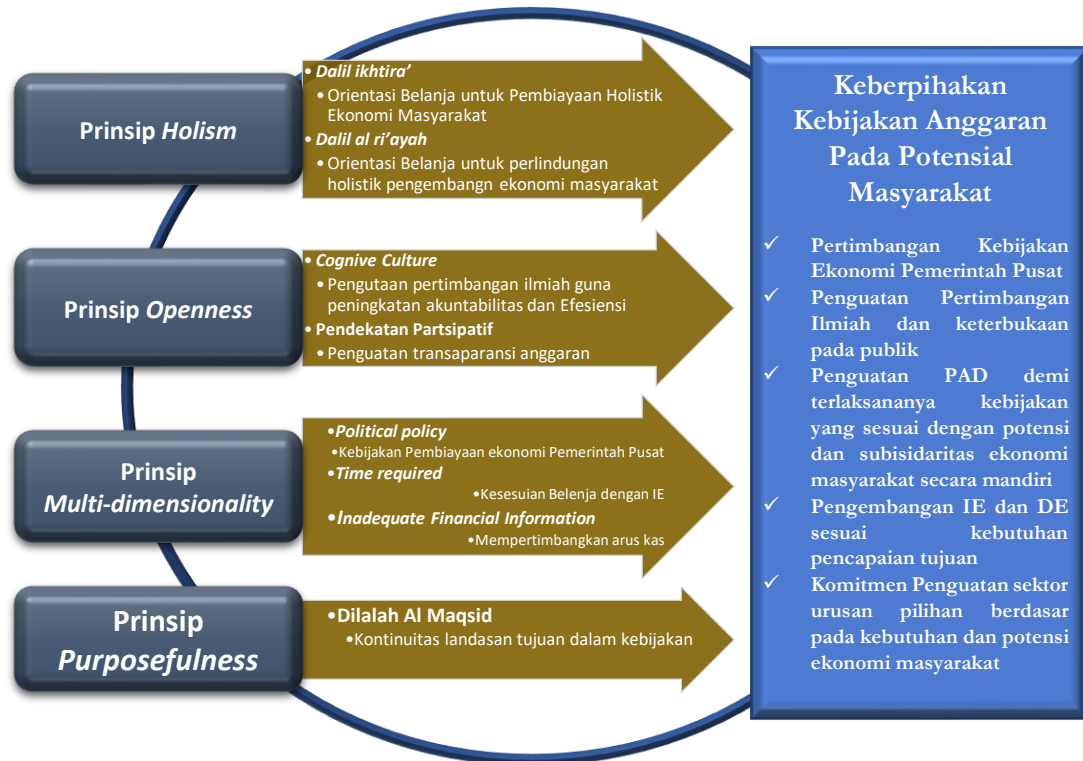 Prinsip Holism
• Dalil ikhtira'
• Orientasi Belanja untuk Pembiayaan Holistik
Ekonomi Masyarakat
• Dalil al ri'ayah
• Orientasi Belanja untuk perlindungan
holistik pengembangn ekonomi masyarakat
Prinsip Openness
• Cognive Culture
• Pengutaan pertimbangan ilmiah guna
peningkatan akuntabilitas dan Efesiensi
• Pendekatan Partsipatif
• Penguatan transaparansi anggaran
Prinsip
Multi-dimensionality
•Political policy
•Kebijakan Pembiayaan ekonomi Pemerintah Pusat
•Time required
•Kesesuian Belenja dengan IE
•Inadequate Financial Information
•Mempertimbangkan arus kas
Prinsip
Purposefulness
•Dilalah Al Maqsid
•Kontinuitas landasan tujuan dalam kebijakan
Keberpihakan
Kebijakan Anggaran
Pada Potensial
Masyarakat
✓ Pertimbangan Kebijakan
Ekonomi Pemerintah Pusat
✓ Penguatan Pertimbangan
Ilmiah dan keterbukaan
pada publik
✓ Penguatan PAD demi
terlaksananya kebijakan
yang sesuai dengan potensi
dan subisidaritas ekonomi
masyarakat secara mandiri
✓ Pengembangan IE dan DE
sesuai kebutuhan
pencapaian tujuan
✓ Komitmen Penguatan sektor
urusan pilihan berdasar
pada kebutuhan dan potensi
ekonomi masyarakat